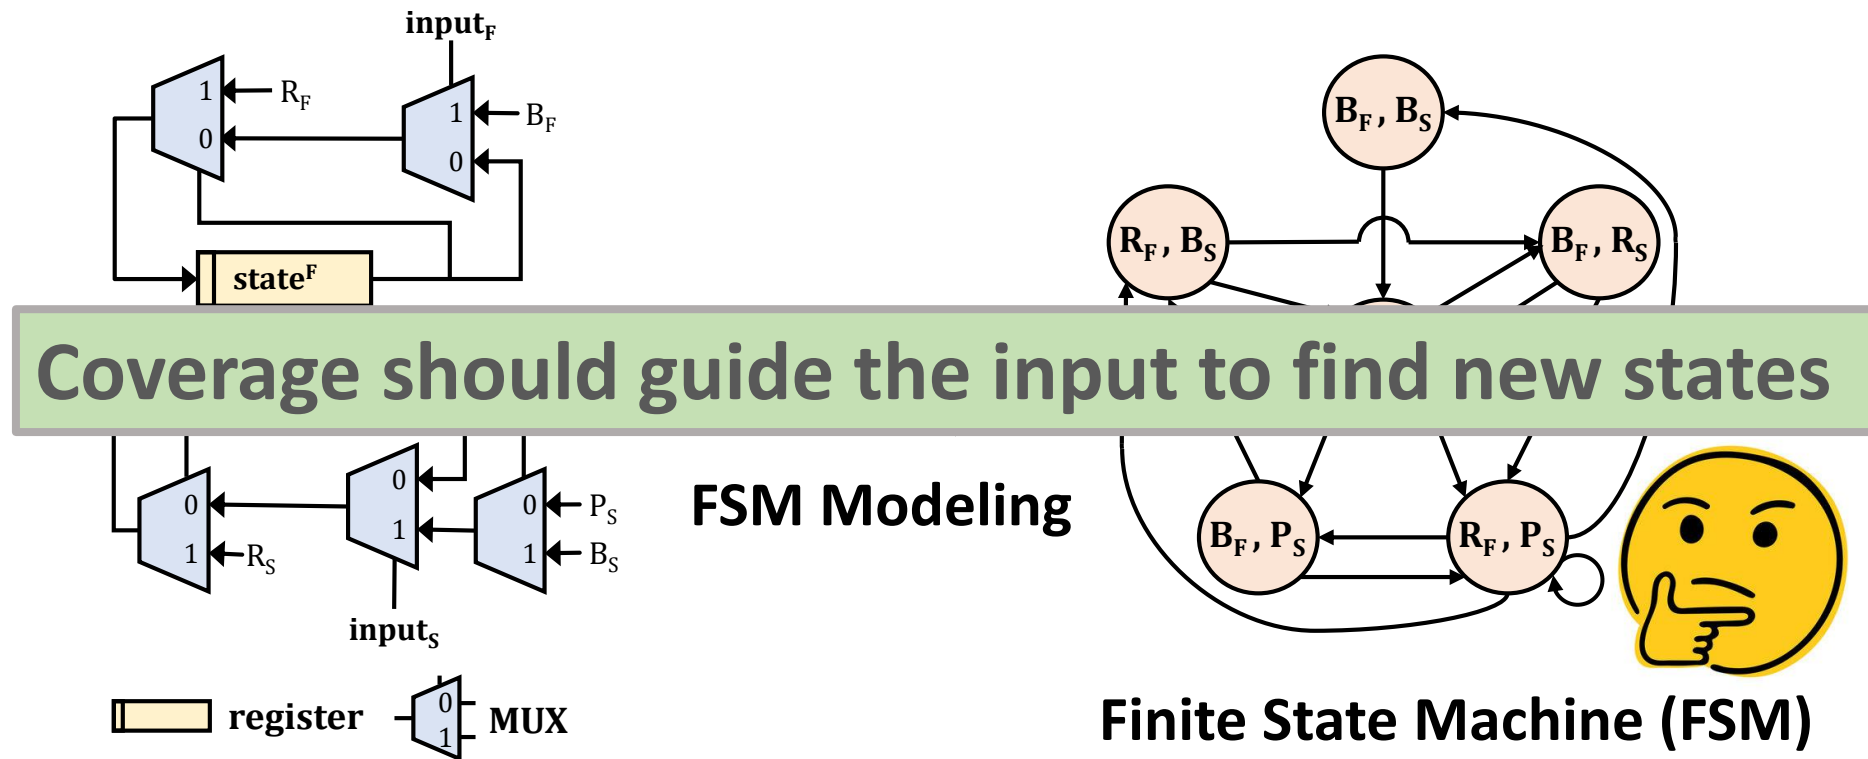 input_F
1
R_F
0
1
B_F
0
state^F
B_F, B_S
R_F, B_S
B_F, R_S
Coverage should guide the input to find new states
0
1
R_S
0
1
0
P_S
1
B_S
input_S
FSM Modeling
B_F, P_S
R_F, P_S
register
0
1
MUX
Finite State Machine (FSM)